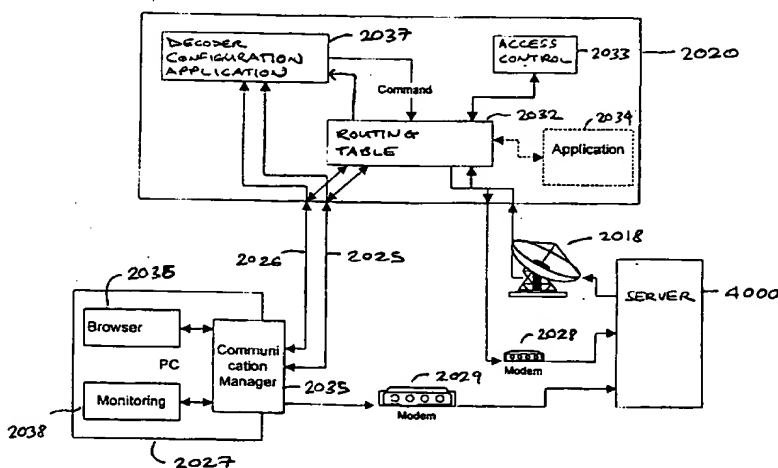 DECODER
CONFIGURATION
APPLICATION
2037
ACCESS
CONTROL
2033
2020
Command
2032
ROUTING
TABLE
2034
Application
2026
2025
2018
SERVER
4000
2028
Modem
2036
Browser
PC
Communi
cation
Manager
2035
2029
Modem
Monitoring
2038
2027